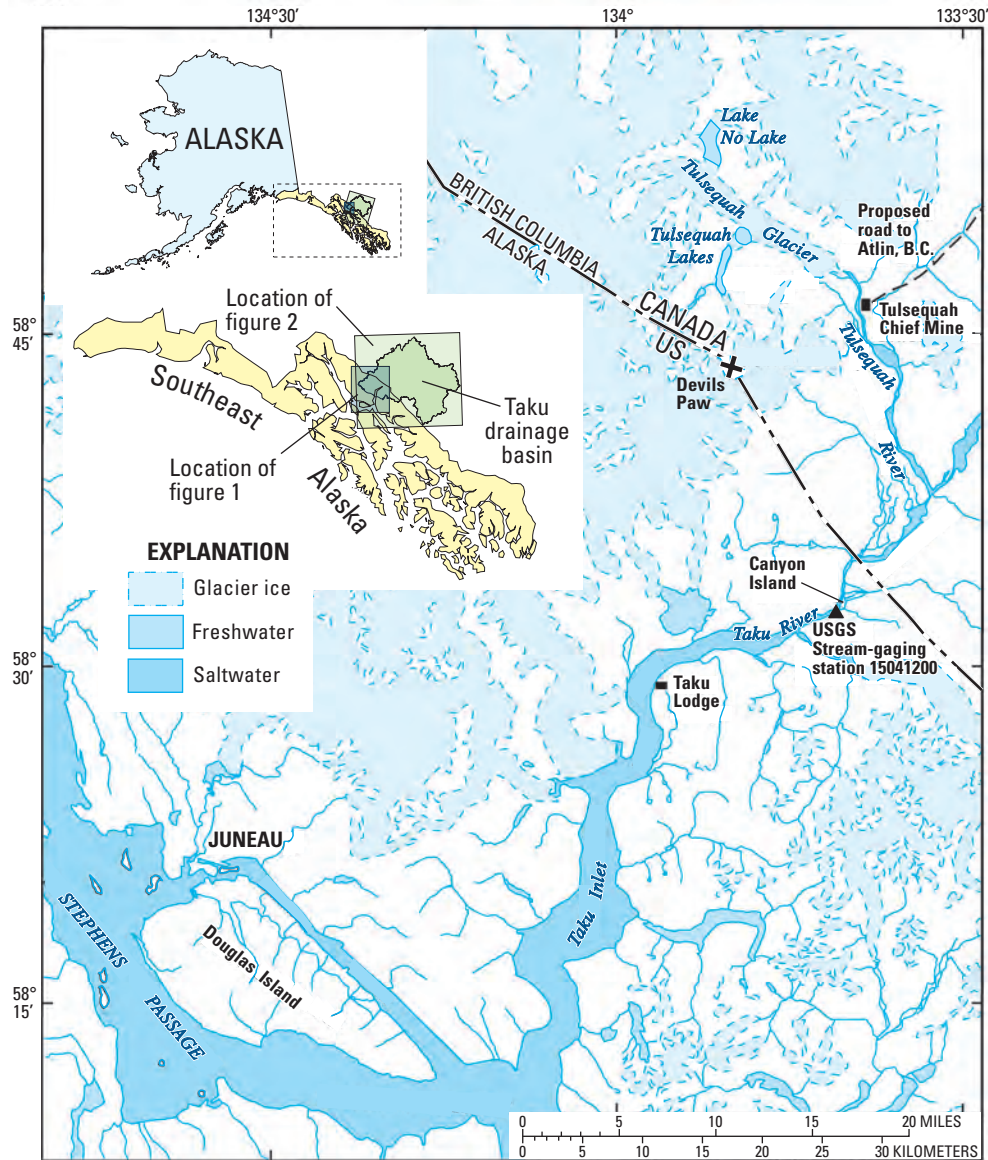 134°30′
134°
133°30′
ALASKA
Lake
No Lake
Tulsequah
Glacier
BRITISH COLUMBIA
ALASKA
Tulsequah
Lakes
Proposed
road to
Atlin, B.C.
CANADA
US
Tulsequah
Chief Mine
Devils
Paw
Tulsequah
River
58°
45′
Location of
figure 2
Southeast
Alaska
Taku
drainage
basin
Location of
figure 1
EXPLANATION
Glacier ice
Freshwater
Saltwater
Canyon
Island
Taku River
USGS
Stream-gaging
station 15041200
58°
30′
Taku
Lodge
JUNEAU
Taku Inlet
STEPHENS
PASSAGE
Douglas Island
58°
15′
0 5 10 15 20 MILES
0 5 10 15 20 25 30 KILOMETERS